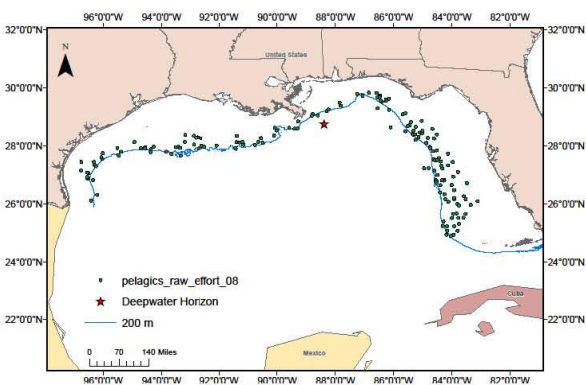 96°0'0"W 94°0'0"W 92°0'0"W 90°0'0"W 88°0'0"W 86°0'0"W 84°0'0"W 82°0'0"W
32°0'0"N 32°0'0"N
N
United States
30°0'0"N 30°0'0"N
28°0'0"N 28°0'0"N
26°0'0"N 26°0'0"N
24°0'0"N 24°0'0"N
pelagics_raw_effort_08
Deepwater Horizon
Cuba
200 m
22°0'0"N 22°0'0"N
0 70 140 Miles
Mexico
96°0'0"W 94°0'0"W 92°0'0"W 90°0'0"W 88°0'0"W 86°0'0"W 84°0'0"W 82°0'0"W